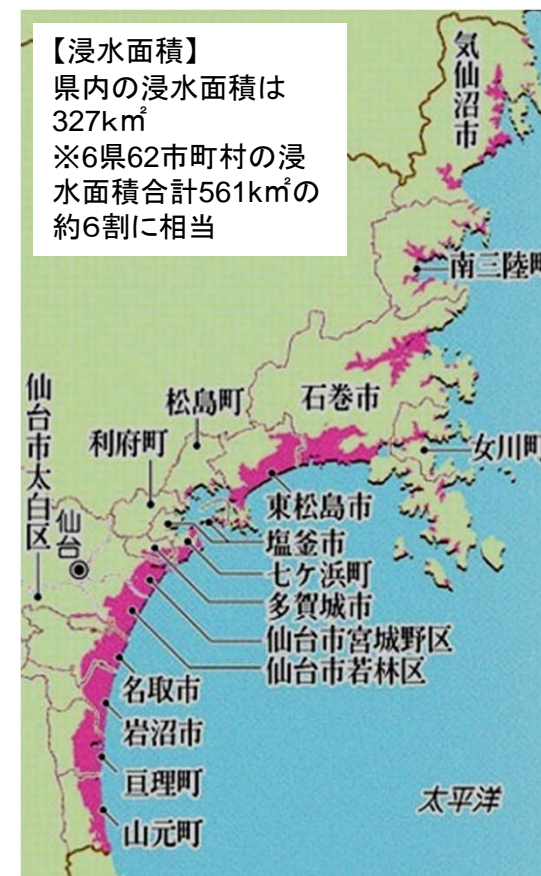 【浸水面積】
県内の浸水面積は
327k㎡
※6県62市町村の浸
水面積合計561k㎡の
約6割に相当
気仙沼市
南三陸町
石巻市
松島町
女川町
利府町
仙台市太白区
仙台
東松島市
塩釜市
七ケ浜町
多賀城市
仙台市宮城野区
仙台市若林区
名取市
岩沼市
亘理町
山元町
太平洋